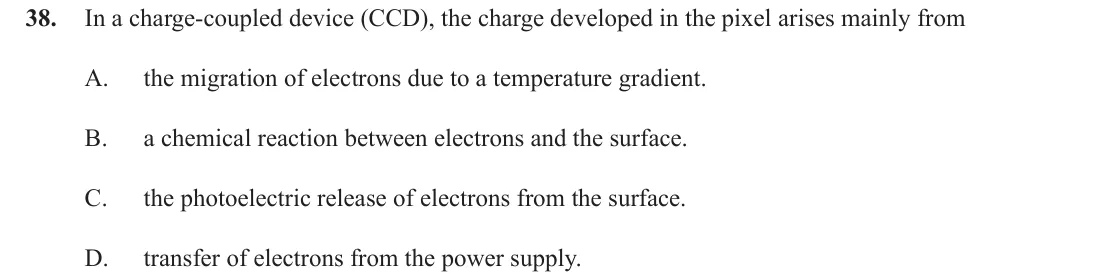 38. In a charge-coupled device (CCD), the charge developed in the pixel arises mainly from
A. the migration of electrons due to a temperature gradient.
B. a chemical reaction between electrons and the surface.
C. the photoelectric release of electrons from the surface.
D. transfer of electrons from the power supply.